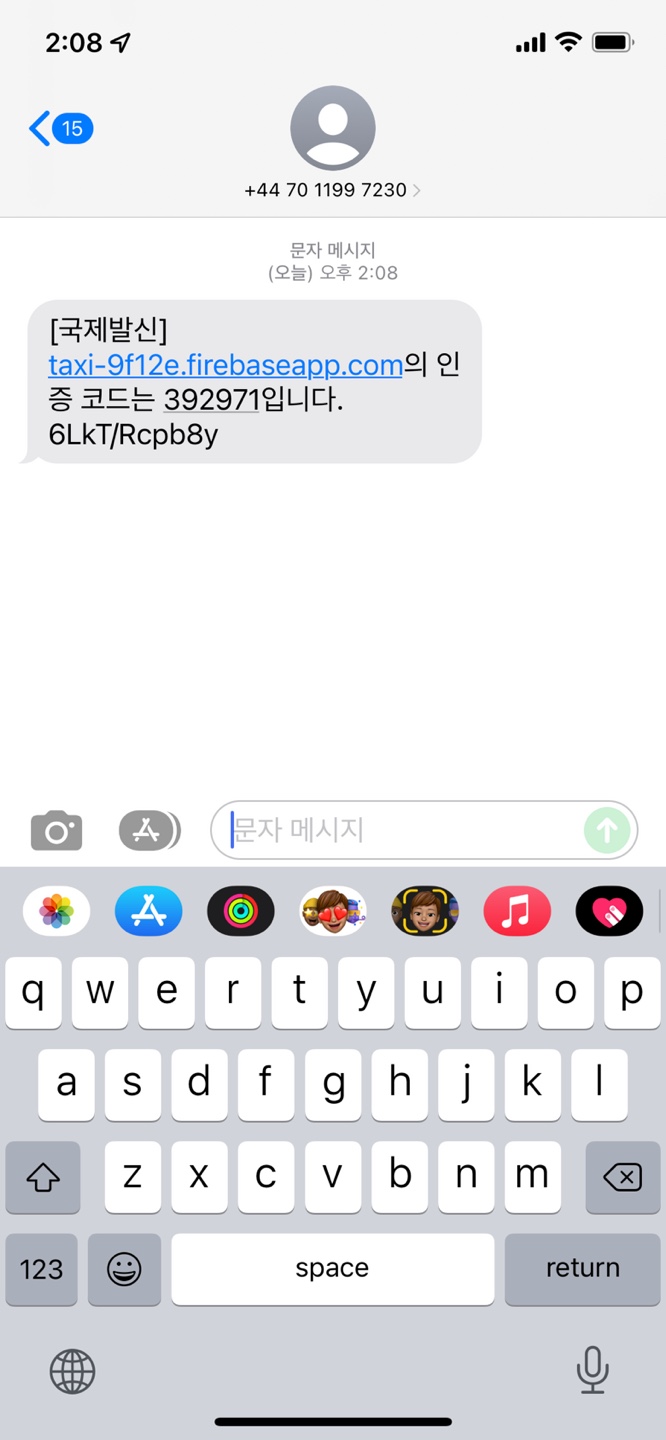 2:08
15
+44 70 1199 7230
문자 메시지
(오늘) 오후 2:08
[국제발신]
taxi-9f12e.firebaseapp.com의 인
증 코드는 392971입니다.
6LkT/Rcpb8y
문자 메시지
q w e r t y u i o p
a s d f g h j k l
z x c v b n m
123 space return